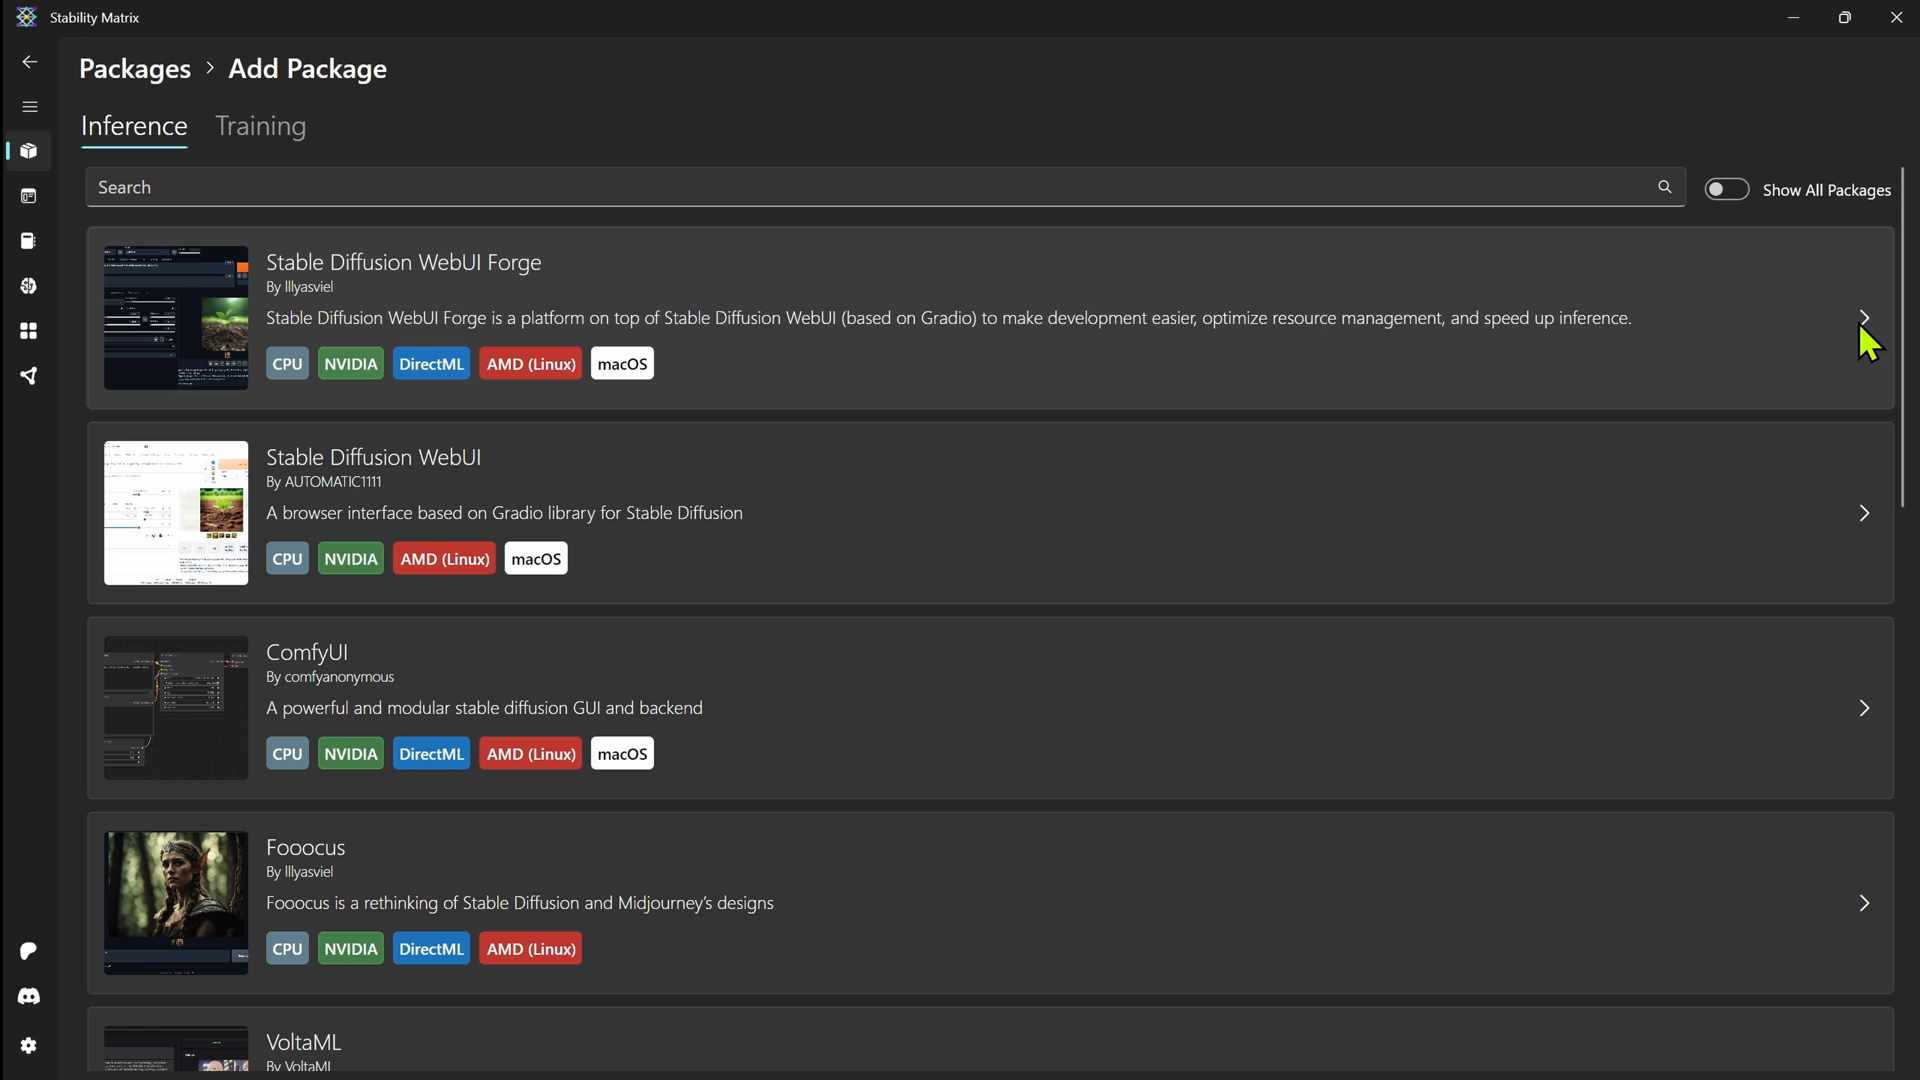 Stability Matrix
Packages > Add Package
Inference Training
Search
Show All Packages
Stable Diffusion WebUI Forge
By lllyasviel
Stable Diffusion WebUI Forge is a platform on top of Stable Diffusion WebUI (based on Gradio) to make development easier, optimize resource management, and speed up inference.
CPU NVIDIA DirectML AMD (Linux) macOS
Stable Diffusion WebUI
By AUTOMATIC1111
A browser interface based on Gradio library for Stable Diffusion
CPU NVIDIA AMD (Linux) macOS
ComfyUI
By comfyanonymous
A powerful and modular stable diffusion GUI and backend
CPU NVIDIA DirectML AMD (Linux) macOS
Fooocus
By lllyasviel
Fooocus is a rethinking of Stable Diffusion and Midjourney's designs
CPU NVIDIA DirectML AMD (Linux)
VoltaML
By VoltaML